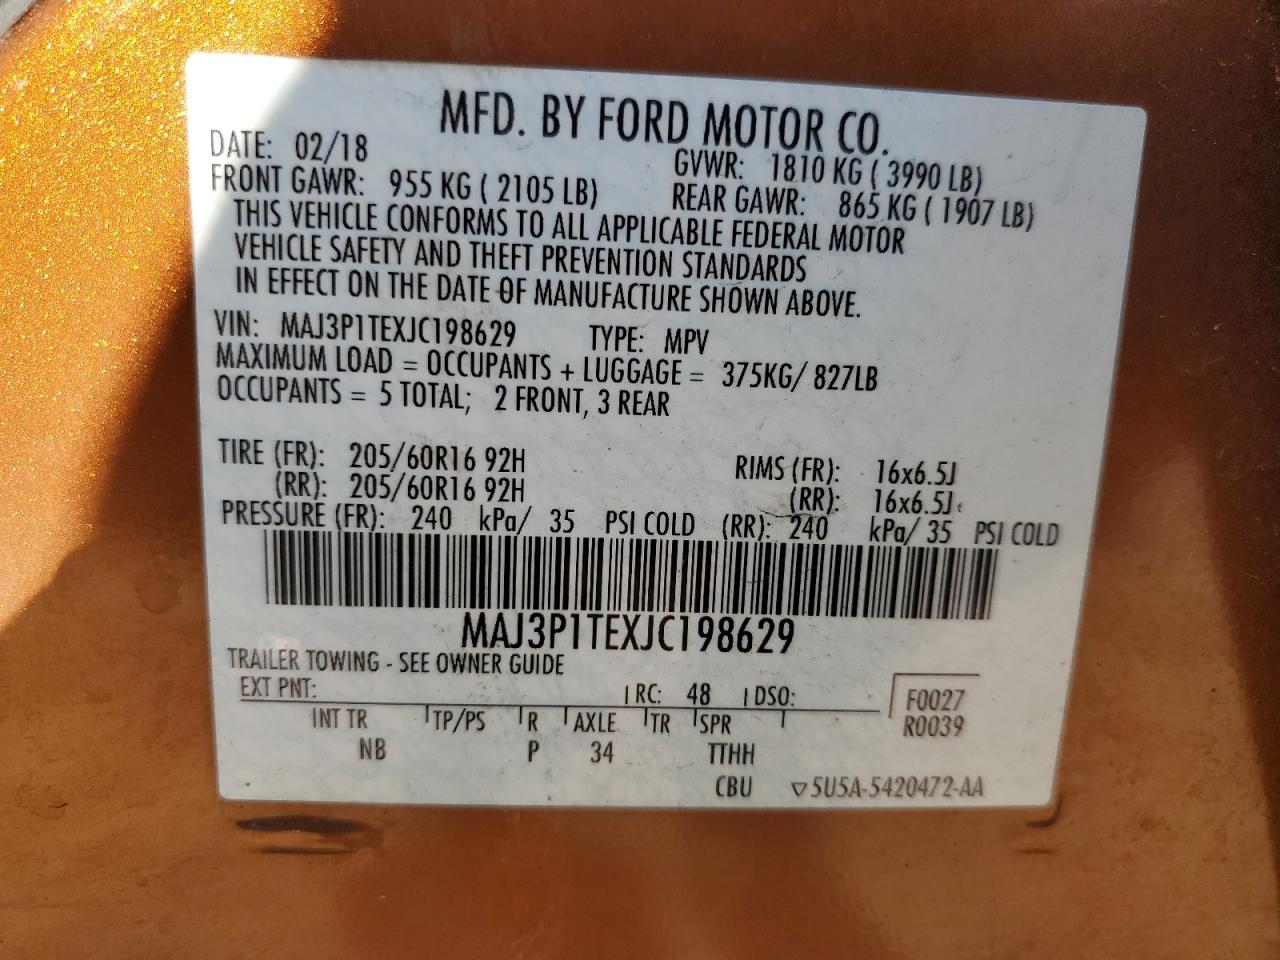 MFD. BY FORD MOTOR CO.
DATE: 02/18 GVWR: 1810 KG ( 3990 LB)
FRONT GAWR: 955 KG ( 2105 LB) REAR GAWR: 865 KG ( 1907 LB)
THIS VEHICLE CONFORMS TO ALL APPLICABLE FEDERAL MOTOR
VEHICLE SAFETY AND THEFT PREVENTION STANDARDS
IN EFFECT ON THE DATE OF MANUFACTURE SHOWN ABOVE.
VIN: MAJ3P1TEXJC198629 TYPE: MPV
MAXIMUM LOAD = OCCUPANTS + LUGGAGE = 375KG/ 827LB
OCCUPANTS = 5 TOTAL; 2 FRONT, 3 REAR
TIRE (FR): 205/60R16 92H RIMS (FR): 16x6.5J
(RR): 205/60R16 92H (RR): 16x6.5J
PRESSURE (FR): 240 kPa/ 35 PSI COLD (RR): 240 kPa/ 35 PSI COLD
MAJ3P1TEXJC198629
TRAILER TOWING - SEE OWNER GUIDE
EXT PNT: RC: 48 DSO: F0027
INT TR TP/PS R AXLE TR SPR R0039
NB P 34 TTHH
CBU ▽5U5A-5420472-AA